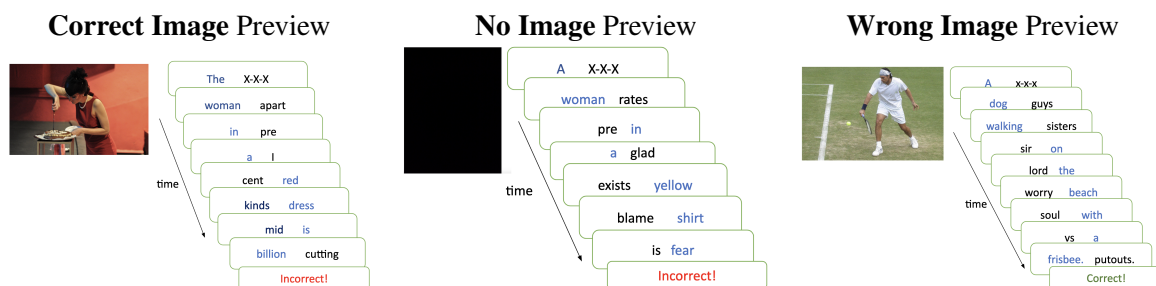 Correct Image Preview
The X-X-X
woman apart
in pre
a I
cent red
kinds dress
mid is
billion cutting
Incorrect!
time
No Image Preview
A X-X-X
woman rates
pre in
a glad
exists yellow
blame shirt
is fear
Incorrect!
time
Wrong Image Preview
A x-x-x
dog guys
walking sisters
sir on
lord the
worry beach
soul with
vs a
frisbee. putouts.
Correct!
time